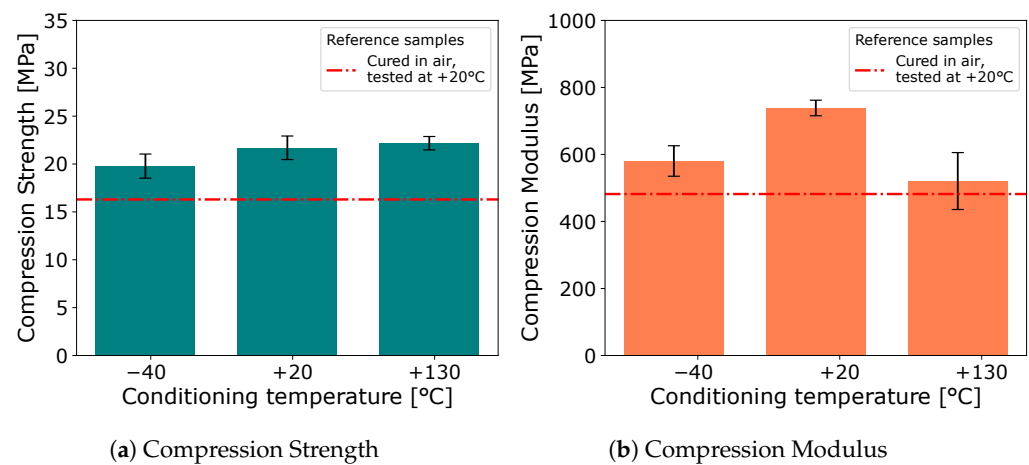 35
30
25
20
15
10
5
0
Compression Strength [MPa]
Reference samples
Cured in air,
tested at +20°C
−40
+20
+130
Conditioning temperature [°C]
(a) Compression Strength
1000
800
600
400
200
0
Compression Modulus [MPa]
Reference samples
Cured in air,
tested at +20°C
−40
+20
+130
Conditioning temperature [°C]
(b) Compression Modulus